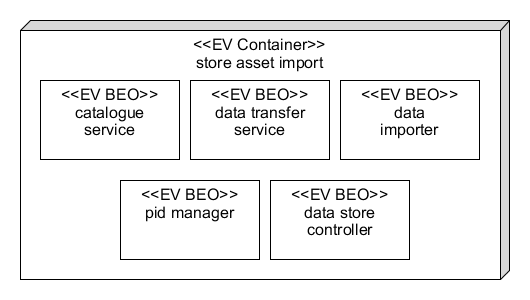 <<EV Container>>
store asset import
<<EV BEO>>
catalogue
service
<<EV BEO>>
data transfer
service
<<EV BEO>>
data
importer
<<EV BEO>>
pid manager
<<EV BEO>>
data store
controller